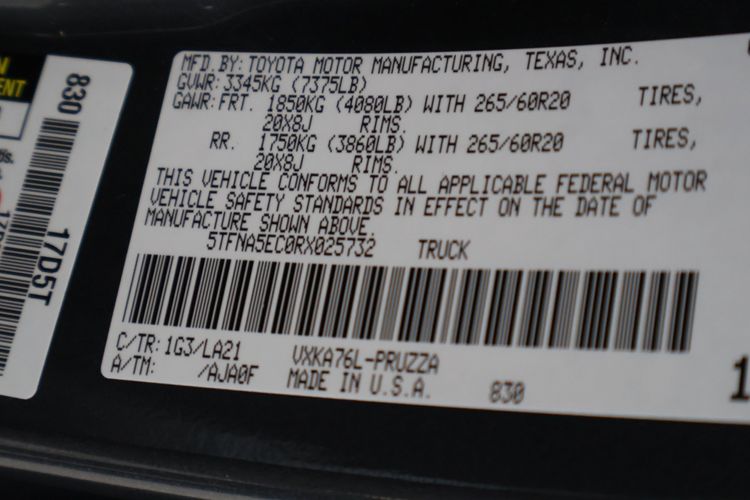 MFD.BY: TOYOTA MOTOR MANUFACTURING, TEXAS, INC.
GVWR: 3345KG (7375LB)
GAWR: FRT. 1850KG (4080LB) WITH 265/60R20 TIRES,
20X8J RIMS.
RR. 1750KG (3860LB) WITH 265/60R20 TIRES,
20X8J RIMS.
THIS VEHICLE CONFORMS TO ALL APPLICABLE FEDERAL MOTOR
VEHICLE SAFETY STANDARDS IN EFFECT ON THE DATE OF
MANUFACTURE SHOWN ABOVE.
5TFNA5EC0RX025732 TRUCK
C/TR: 1G3/LA21 VXKA76L-PRUZZA
A/TM: /AJA0F MADE IN U.S.A. 830
830
17D5T